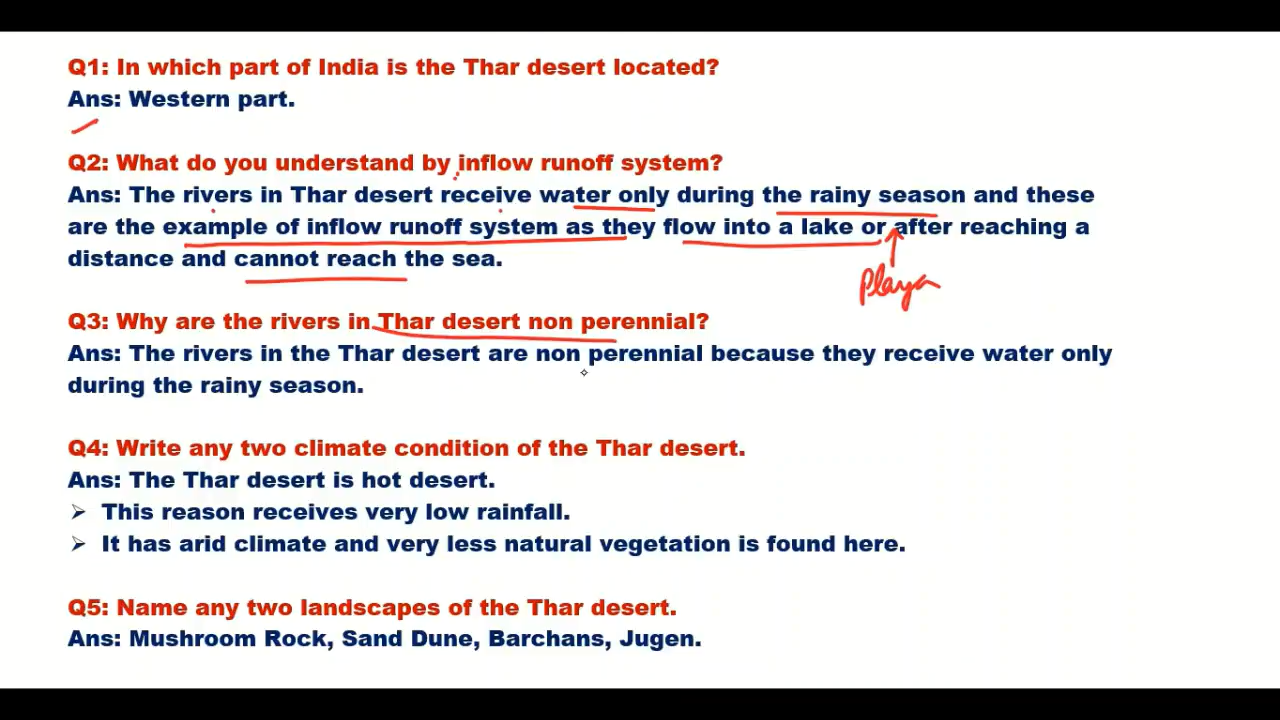 Q1: In which part of India is the Thar desert located?
Ans: Western part.
Q2: What do you understand by inflow runoff system?
Ans: The rivers in Thar desert receive water only during the rainy season and these
are the example of inflow runoff system as they flow into a lake or after reaching a
distance and cannot reach the sea.
Playa
Q3: Why are the rivers in Thar desert non perennial?
Ans: The rivers in the Thar desert are non perennial because they receive water only
during the rainy season.
Q4: Write any two climate condition of the Thar desert.
Ans: The Thar desert is hot desert.
➢ This reason receives very low rainfall.
➢ It has arid climate and very less natural vegetation is found here.
Q5: Name any two landscapes of the Thar desert.
Ans: Mushroom Rock, Sand Dune, Barchans, Jugen.